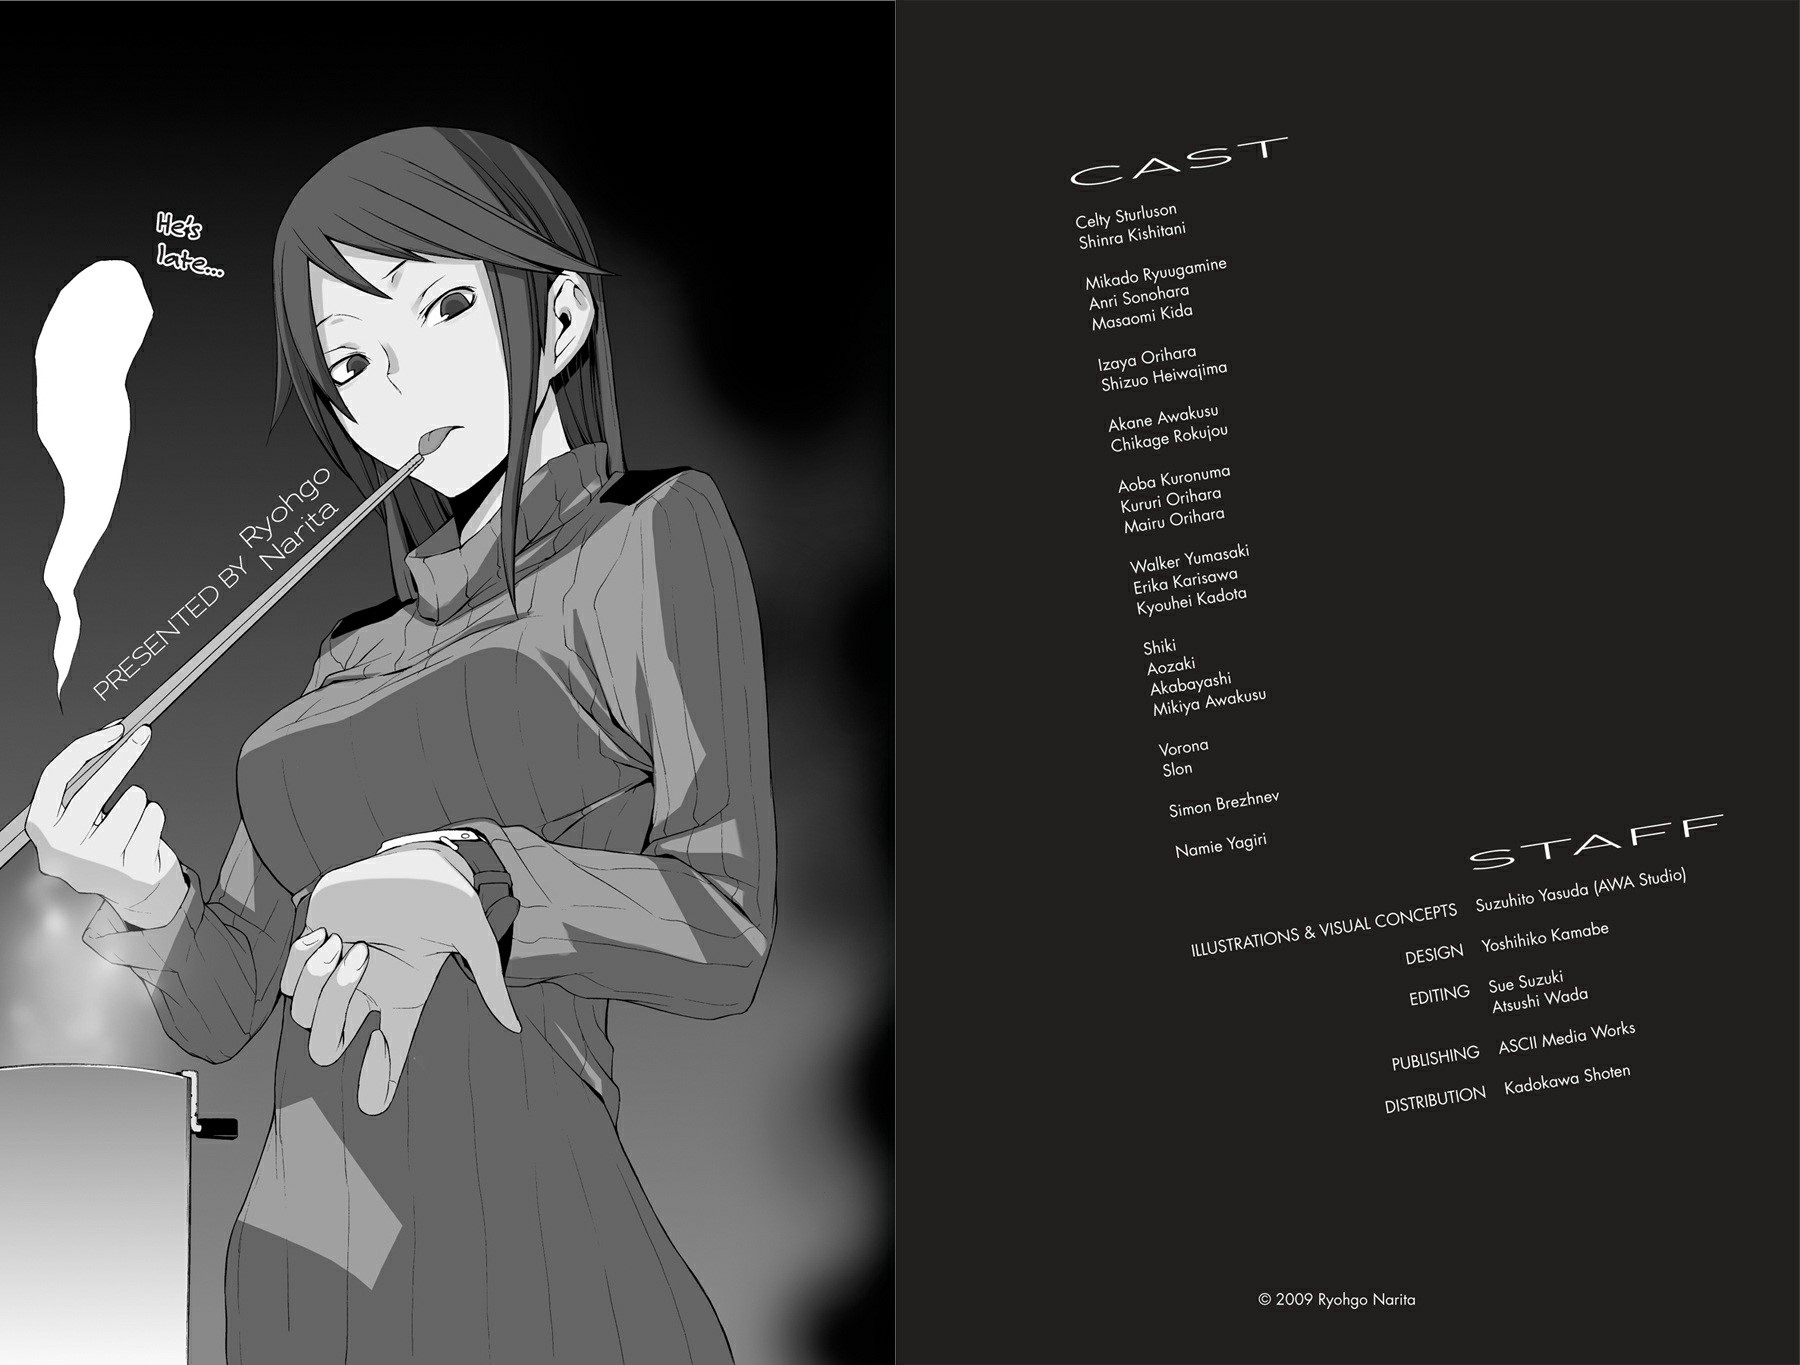 He's
late....
PRESENTED BY Ryohgo
Narita
CAST
Celty Sturluson
Shinra Kishitani
Mikado Ryuugamine
Anri Sonohara
Masaomi Kida
Izaya Orihara
Shizuo Heiwajima
Akane Awakusu
Chikage Rokujou
Aoba Kuronuma
Kururi Orihara
Mairu Orihara
Walker Yumasaki
Erika Karisawa
Kyouhei Kadota
Shiki
Aozaki
Akabayashi
Mikiya Awakusu
Vorona
Slon
Simon Brezhnev
Namie Yagiri
STAFF
ILLUSTRATIONS & VISUAL CONCEPTS Suzuhito Yasuda (AWA Studio)
DESIGN Yoshihiko Kamabe
EDITING Sue Suzuki
Atsushi Wada
PUBLISHING ASCII Media Works
DISTRIBUTION Kadokawa Shoten
© 2009 Ryohgo Narita